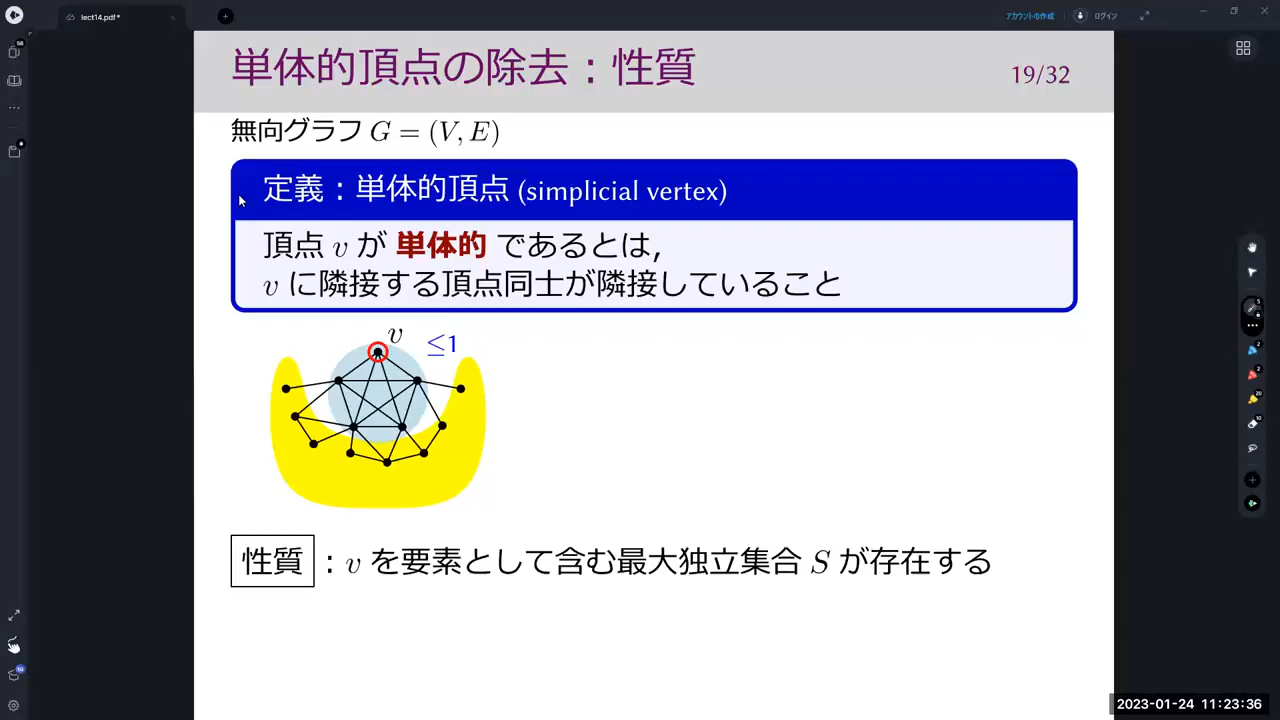 lect14.pdf*
アカウントの作成
ログイン
単体的頂点の除去：性質
19/32
無向グラフ G = (V, E)
定義：単体的頂点 (simplicial vertex)
頂点 v が 単体的 であるとは,
v に隣接する頂点同士が隣接していること
v
≤1
性質：v を要素として含む最大独立集合 S が存在する
2023-01-24 11:23:36